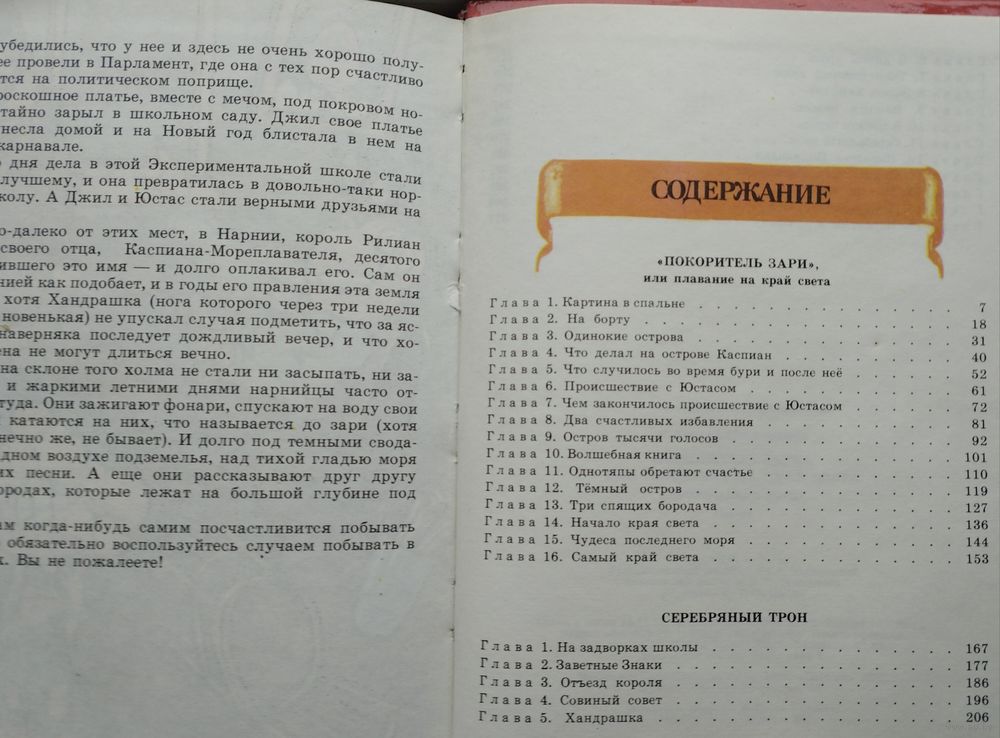 убедились, что у нее и здесь не очень хорошо полу-
ее провели в Парламент, где она с тех пор счастливо
тся на политическом поприще.
роскошное платье, вместе с мечом, под покровом но-
тайно зарыл в школьном саду. Джил свое платье
несла домой и на Новый год блистала в нем на
карнавале.
дня дела в этой Экспериментальной школе стали
лучшему, и она превратилась в довольно-таки нор-
колу. А Джил и Юстас стали верными друзьями на
о-далеко от этих мест, в Нарнии, король Рилиан
своего отца, Каспиана-Мореплавателя, десятого
ившего это имя — и долго оплакивал его. Сам он
нией как подобает, и в годы его правления эта земля
хотя Хандрашка (нога которого через три недели
новенькая) не упускал случая подметить, что за яс-
наверняка последует дождливый вечер, и что хо-
ена не могут длиться вечно.
на склоне того холма не стали ни засыпать, ни за-
и жаркими летними днями нарнийцы часто от-
туда. Они зажигают фонари, спускают на воду свои
катаются на них, что называется до зари (хотя
нечно же, не бывает). И долго под темными свода-
дном воздухе подземелья, над тихой гладью моря
их песни. А еще они рассказывают друг другу
ородах, которые лежат на большой глубине под
ам когда-нибудь самим посчастливится побывать
обязательно воспользуйтесь случаем побывать в
х. Вы не пожалеете!
СОДЕРЖАНИЕ
«ПОКОРИТЕЛЬ ЗАРИ»,
или плавание на край света
Глава 1. Картина в спальне . . . . . . . . . . . . . . . 7
Глава 2. На борту . . . . . . . . . . . . . . . . . 18
Глава 3. Одинокие острова . . . . . . . . . . . . . . . 31
Глава 4. Что делал на острове Каспиан . . . . . . . . . . 40
Глава 5. Что случилось во время бури и после неё . . . . . . 52
Глава 6. Происшествие с Юстасом . . . . . . . . . . . . 61
Глава 7. Чем закончилось происшествие с Юстасом . . . . . . 72
Глава 8. Два счастливых избавления . . . . . . . . . . . 81
Глава 9. Остров тысячи голосов . . . . . . . . . . . . . 92
Глава 10. Волшебная книга . . . . . . . . . . . . . . . 101
Глава 11. Однотяпы обретают счастье . . . . . . . . . . . 110
Глава 12. Тёмный остров . . . . . . . . . . . . . . . 119
Глава 13. Три спящих бородача . . . . . . . . . . . . . 127
Глава 14. Начало края света . . . . . . . . . . . . . . 136
Глава 15. Чудеса последнего моря . . . . . . . . . . . . 144
Глава 16. Самый край света . . . . . . . . . . . . . . 153
СЕРЕБРЯНЫЙ ТРОН
Глава 1. На задворках школы . . . . . . . . . . . . . . 167
Глава 2. Заветные Знаки . . . . . . . . . . . . . . . 177
Глава 3. Отъезд короля . . . . . . . . . . . . . . . . 186
Глава 4. Совиный совет . . . . . . . . . . . . . . . . 196
Глава 5. Хандрашка . . . . . . . . . . . . . . . . . 206